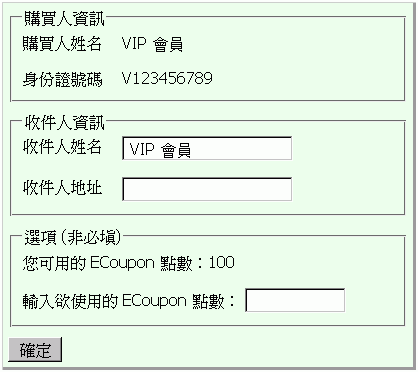 購買人資訊
購買人姓名 VIP 會員
身份證號碼 V123456789
收件人資訊
收件人姓名 VIP 會員
收件人地址
選項 (非必填)
您可用的 ECoupon 點數：100
輸入欲使用的 ECoupon 點數：
確定